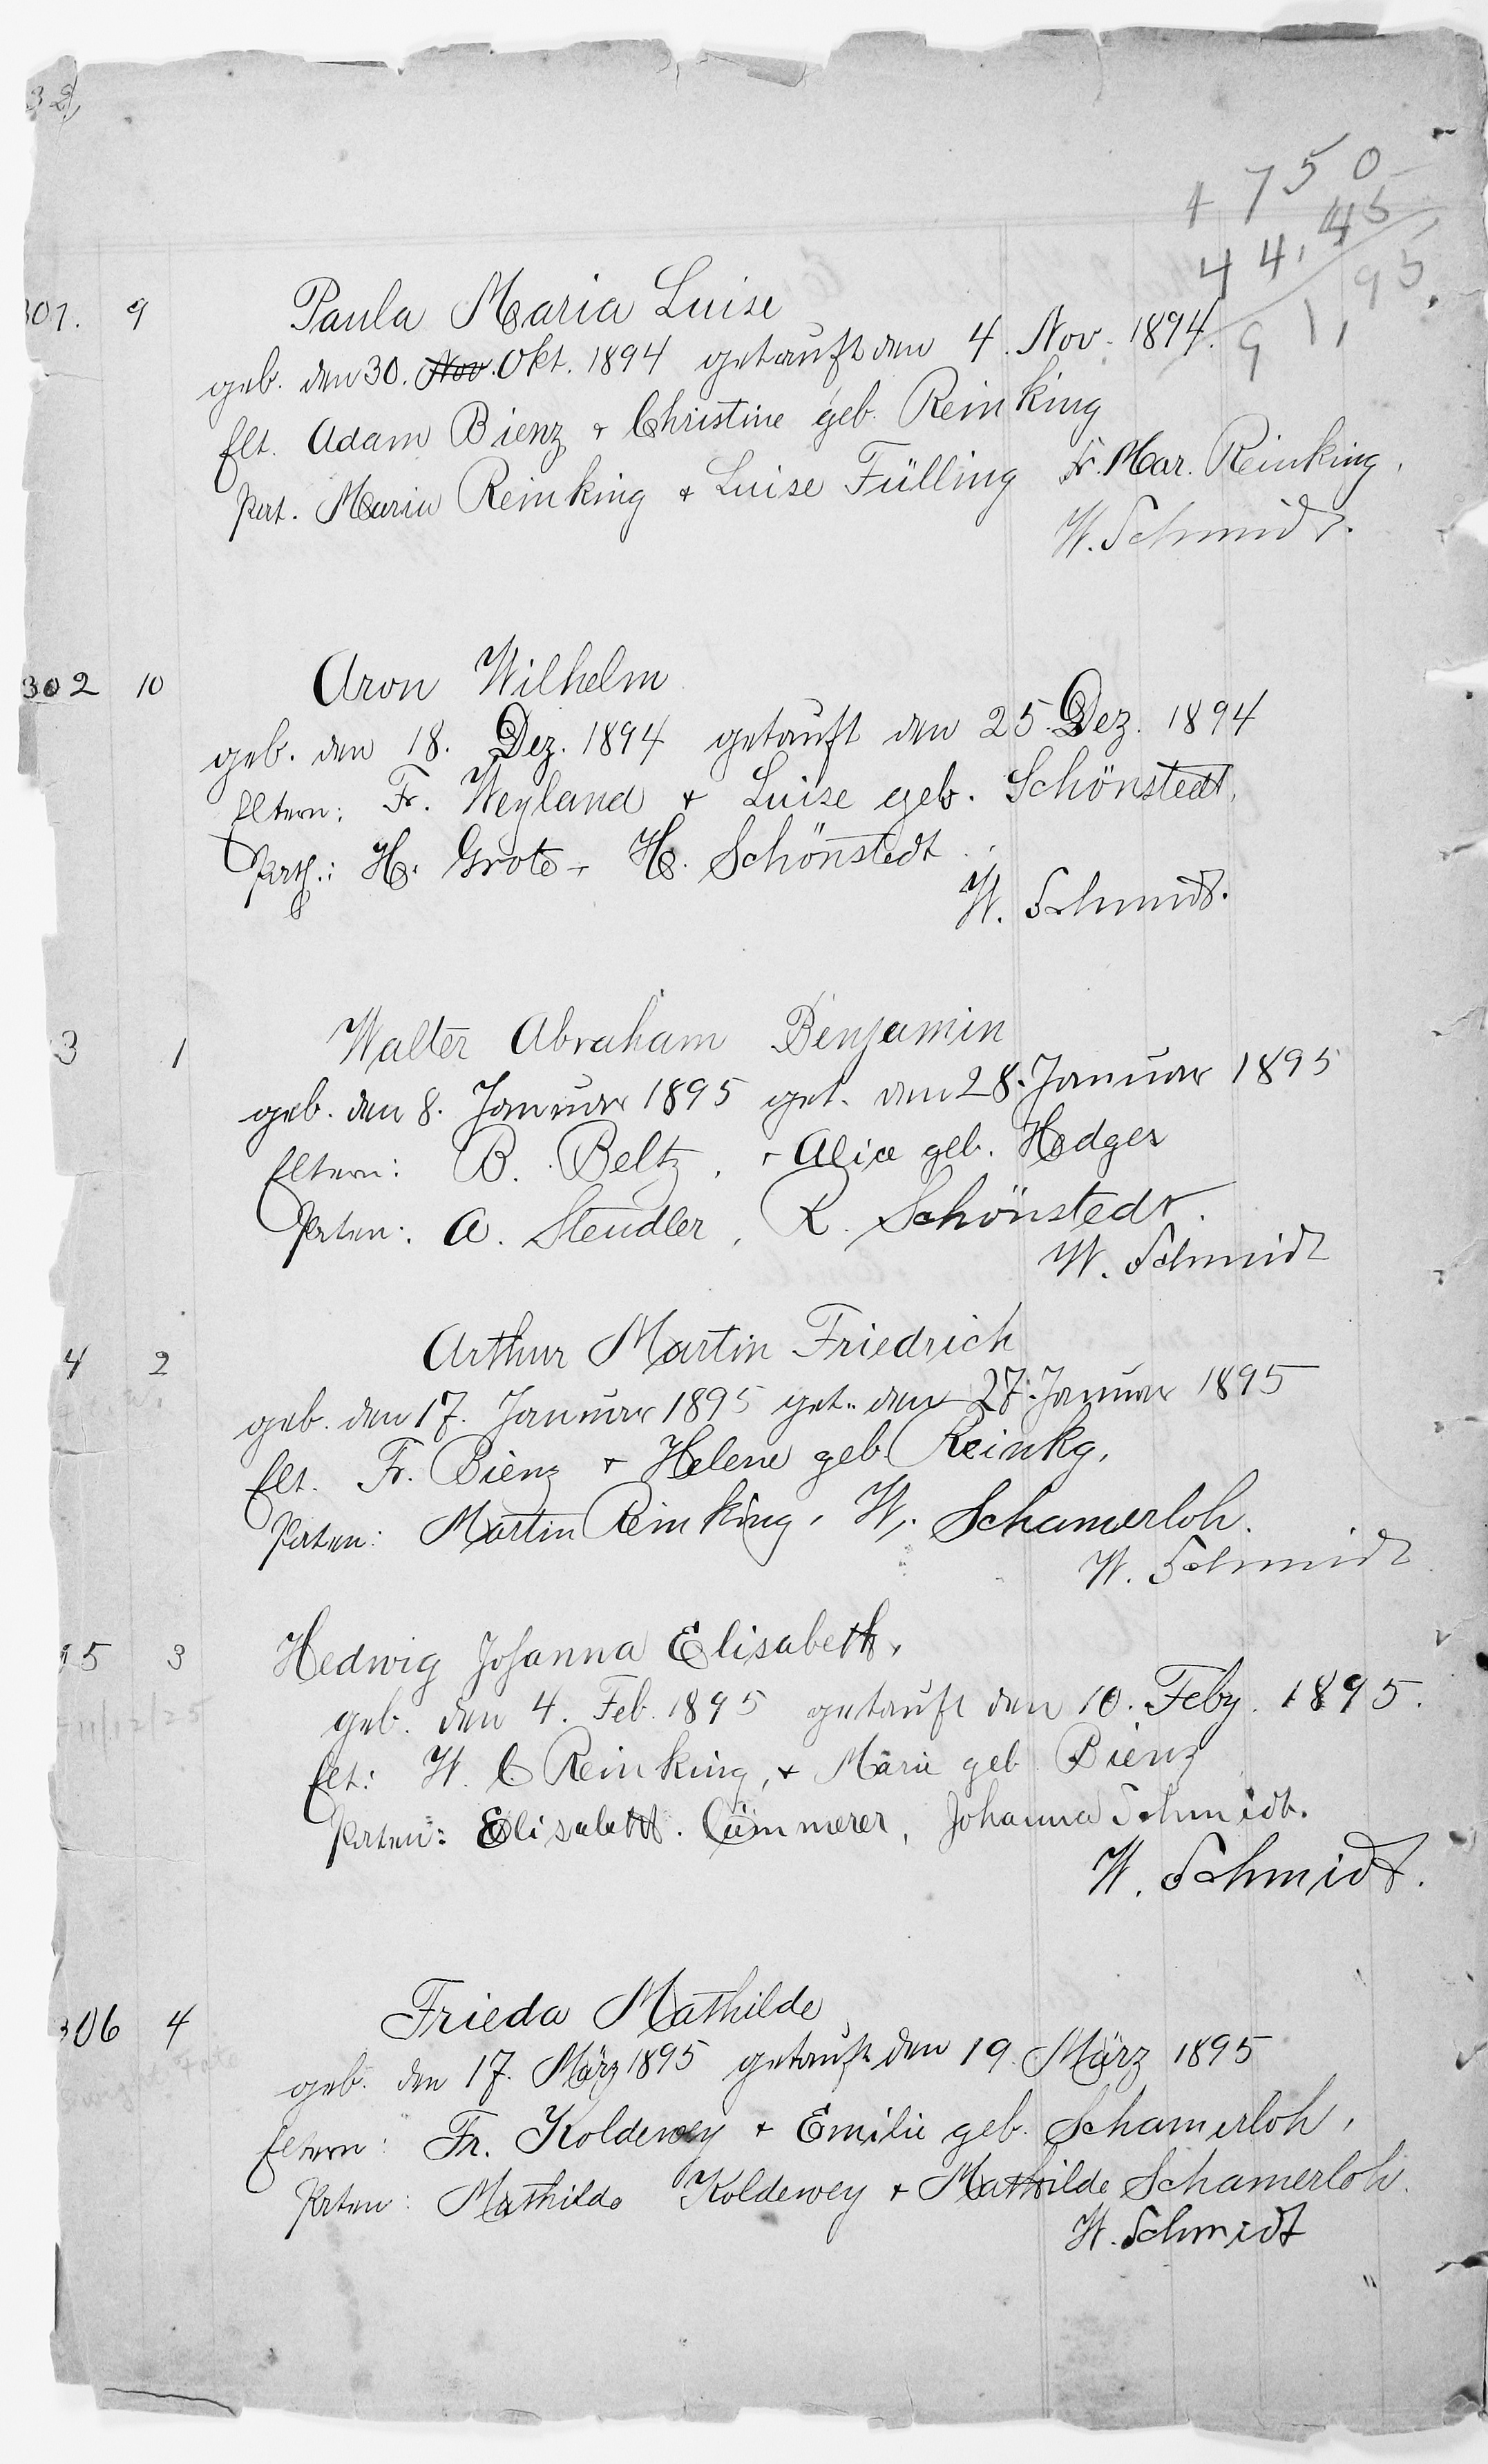 32,
1750
44,45
91,95.
301. 9 Paula Maria Luise
geb. den 30. Nov. Okt. 1894 getauft den 4. Nov. 1894.
Elt. Adam Bienz + Christine geb. Reinking
Pat. Maria Reinking + Luise Fülling Fr. Mar. Reinking.
W. Schmidt.
302 10 Aron Wilhelm
geb. den 18. Dez. 1894 getauft den 25. Dez. 1894
Eltern: Fr. Weyland + Luise geb. Schönstedt.
Path.: H. Grote, H. Schönstedt
W. Schmidt.
3 1 Walter Abraham Benjamin
geb. den 8. Januar 1895 get. den 28. Januar 1895
Eltern: B. Beltz, + Alice geb. Hedges
Paten: A. Steudler, R. Schönstedt.
W. Schmidt
4 2 Arthur Martin Friedrich
geb. den 17. Januar 1895 get. den 27. Januar 1895
Elt. Fr. Bienz + Helene geb. Reinkg.
Paten: Martin Reinking, W. Schamerloh.
W. Schmidt
5 3 Hedwig Johanna Elisabeth,
geb. den 4. Feb. 1895 getauft den 10. Feby. 1895.
11/12/25
Elt: W. C. Reinking, + Marie geb. Bienz
Paten: Elisabeth Cämmerer, Johanna Schmidt.
W. Schmidt.
306 4 Frieda Mathilde
geb. den 17. März 1895 getauft den 19. März 1895
Eltern: Fr. Koldewey + Emilie geb. Schamerloh,
Paten: Mathilde Koldewey + Mathilde Schamerloh.
W. Schmidt